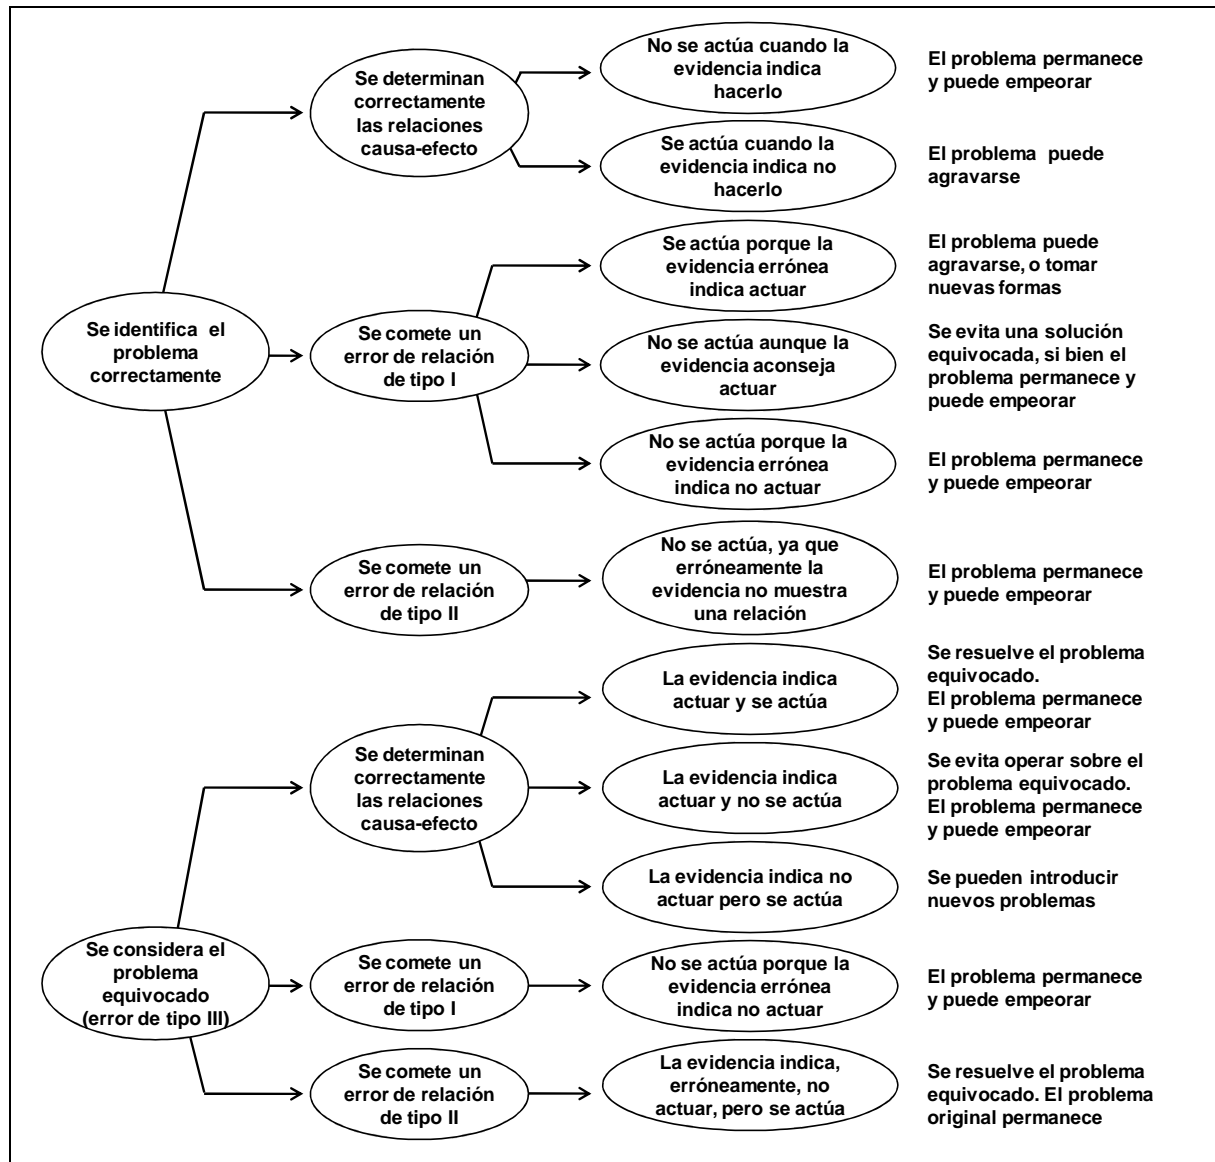 Se identifica el
problema
correctamente
Se determinan
correctamente
las relaciones
causa-efecto
No se actúa cuando la
evidencia indica
hacerlo
El problema permanece
y puede empeorar
Se actúa cuando la
evidencia indica no
hacerlo
El problema puede
agravarse
Se comete un
error de relación
de tipo I
Se actúa porque la
evidencia errónea
indica actuar
El problema puede
agravarse, o tomar
nuevas formas
No se actúa aunque la
evidencia aconseja
actuar
Se evita una solución
equivocada, si bien el
problema permanece y
puede empeorar
No se actúa porque la
evidencia errónea
indica no actuar
El problema permanece
y puede empeorar
Se comete un
error de relación
de tipo II
No se actúa, ya que
erróneamente la
evidencia no muestra
una relación
El problema permanece
y puede empeorar
Se considera el
problema
equivocado
(error de tipo III)
Se determinan
correctamente
las relaciones
causa-efecto
La evidencia indica
actuar y se actúa
Se resuelve el problema
equivocado.
El problema permanece
y puede empeorar
La evidencia indica
actuar y no se actúa
Se evita operar sobre el
problema equivocado.
El problema permanece
y puede empeorar
La evidencia indica no
actuar pero se actúa
Se pueden introducir
nuevos problemas
Se comete un
error de relación
de tipo I
No se actúa porque la
evidencia errónea
indica no actuar
El problema permanece
y puede empeorar
Se comete un
error de relación
de tipo II
La evidencia indica,
erróneamente, no
actuar, pero se actúa
Se resuelve el problema
equivocado. El problema
original permanece